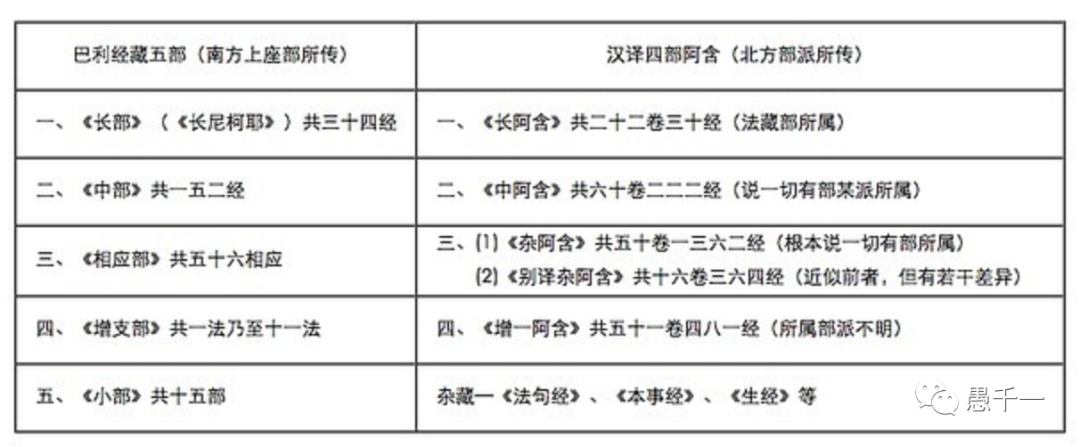 巴利经藏五部（南方上座部所传）
汉译四部阿含（北方部派所传）
一、《长部》（《长尼柯耶》）共三十四经
一、《长阿含》共二十二卷三十经（法藏部所属）
二、《中部》共一五二经
二、《中阿含》共六十卷二二二经（说一切有部某派所属）
三、《相应部》共五十六相应
三、(1)《杂阿含》共五十卷一三六二经（根本说一切有部所属）
(2)《别译杂阿含》共十六卷三六四经（近似前者，但有若干差异）
四、《增支部》共一法乃至十一法
四、《增一阿含》共五十一卷四八一经（所属部派不明）
五、《小部》共十五部
杂藏一《法句经》、《本事经》、《生经》等
愚千一